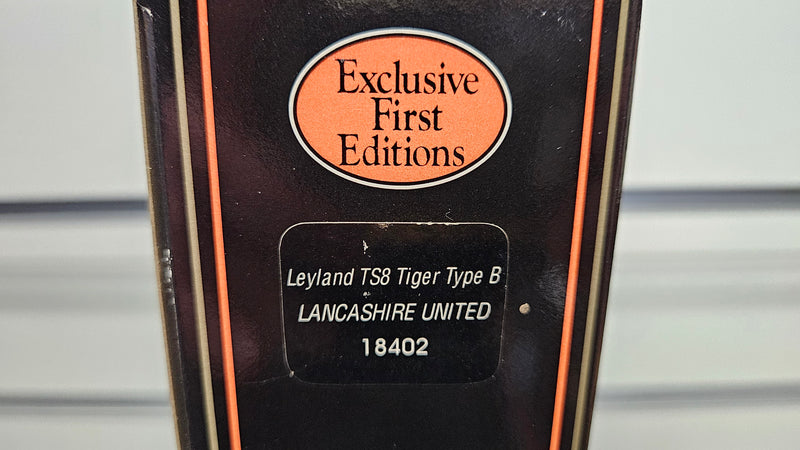 Exclusive
First
Editions
Leyland TS8 Tiger Type B
LANCASHIRE UNITED
18402